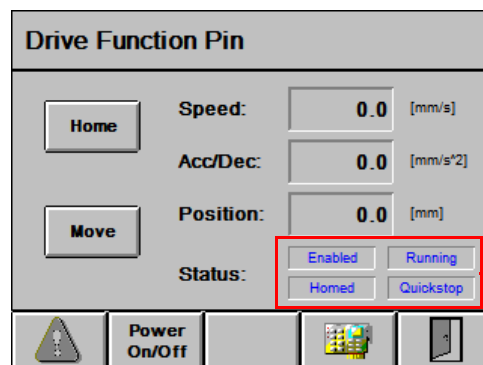 Drive Function Pin
Home
Speed: 0.0 [mm/s]
Acc/Dec: 0.0 [mm/s^2]
Move
Position: 0.0 [mm]
Status:
Enabled Running
Homed Quickstop
Power
On/Off